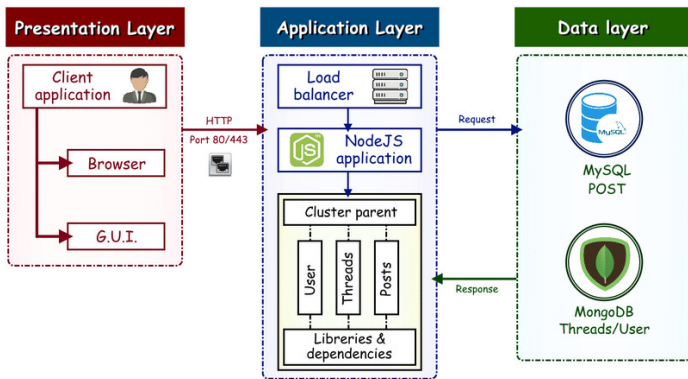 Presentation Layer
Application Layer
Data layer
Client
application
Browser
G.U.I.
HTTP
Port 80/443
Load
balancer
JS
NodeJS
application
Cluster parent
User
Threads
Posts
Libreries &
dependencies
Request
Response
MySQL
MySQL
POST
MongoDB
Threads/User